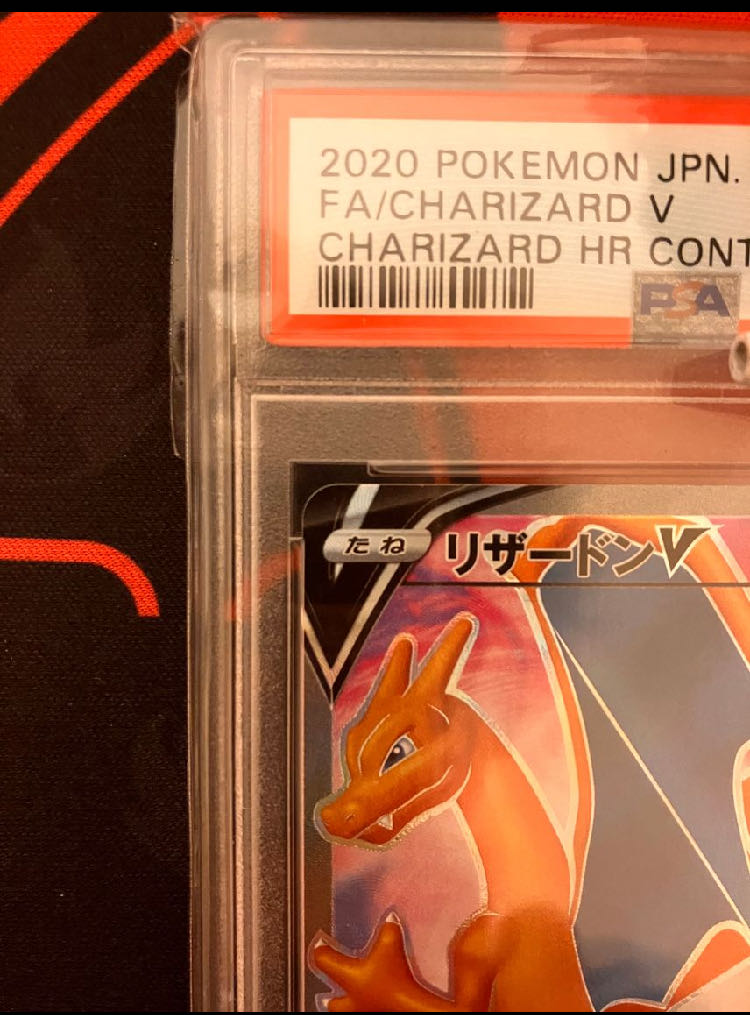 2020 POKEMON JPN.
FA/CHARIZARD V
CHARIZARD HR CONT
PSA
たね リザードンV